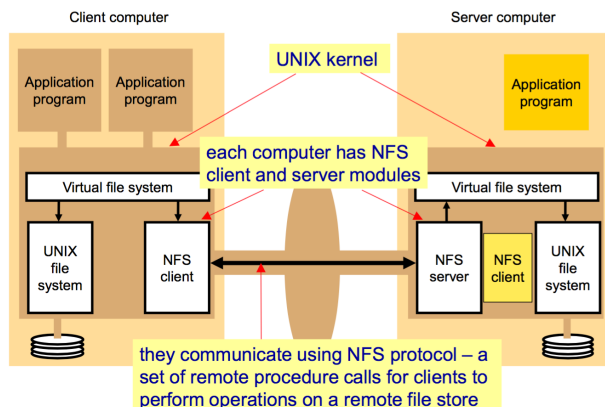 Client computer
Server computer
UNIX kernel
Application
program
Application
program
Application
program
each computer has NFS
client and server modules
Virtual file system
Virtual file system
UNIX
file
system
NFS
client
NFS
server
NFS
client
UNIX
file
system
they communicate using NFS protocol – a
set of remote procedure calls for clients to
perform operations on a remote file store